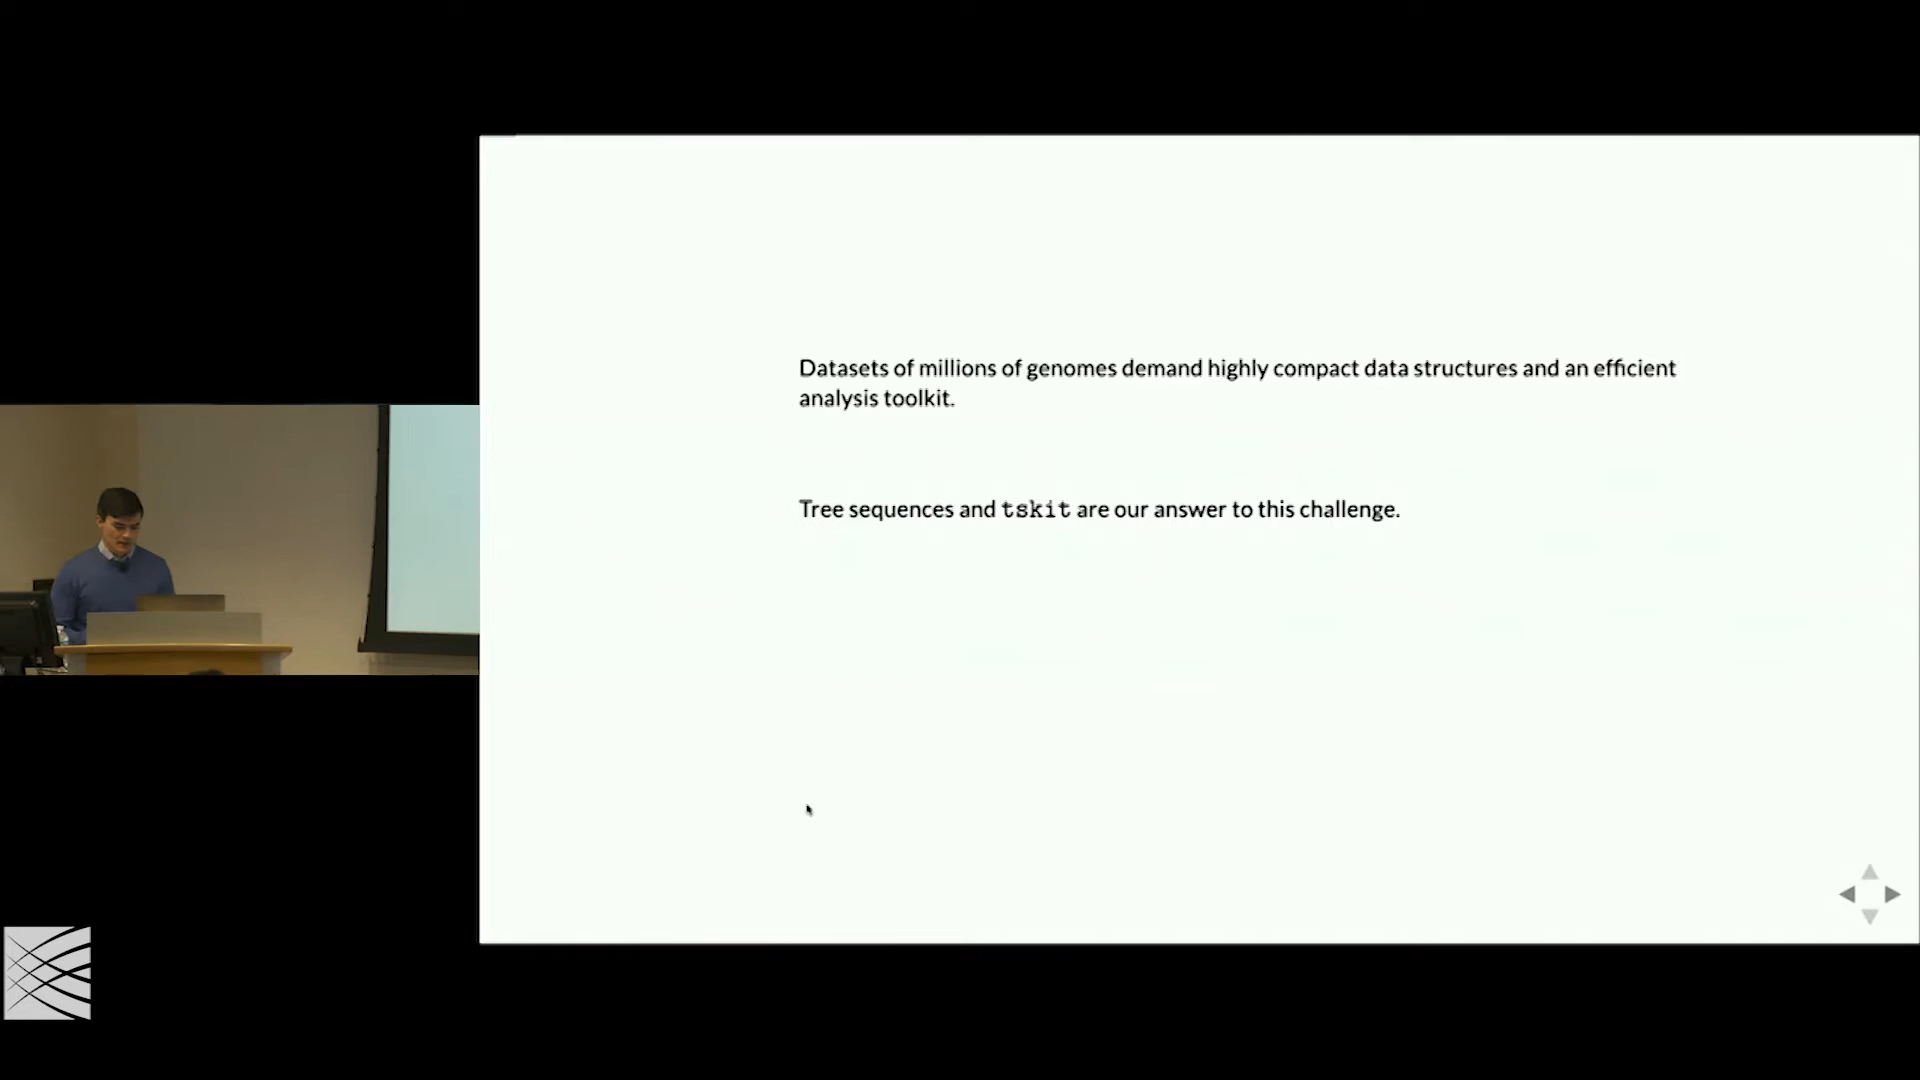 Datasets of millions of genomes demand highly compact data structures and an efficient
analysis toolkit.
Tree sequences and tskit are our answer to this challenge.